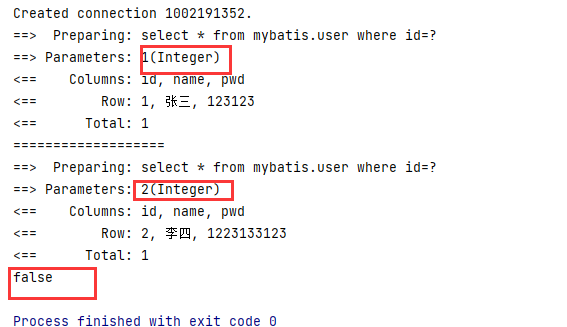 Created connection 1002191352.
==>  Preparing: select * from mybatis.user where id=?
==> Parameters: 1(Integer)
<==    Columns: id, name, pwd
<==        Row: 1, 张三, 123123
<==      Total: 1
===================
==>  Preparing: select * from mybatis.user where id=?
==> Parameters: 2(Integer)
<==    Columns: id, name, pwd
<==        Row: 2, 李四, 1223133123
<==      Total: 1
false
Process finished with exit code 0